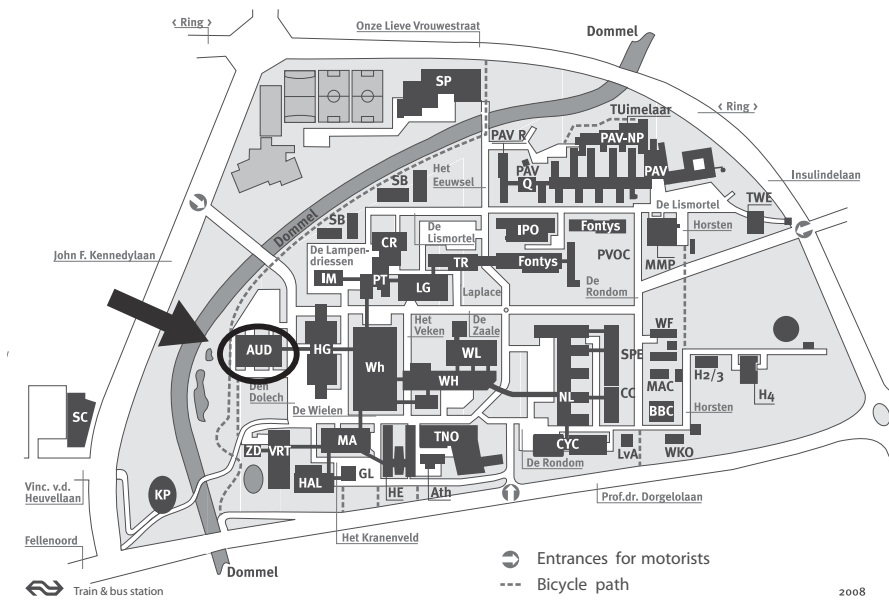 ‹ Ring ›
Onze Lieve Vrouwestraat
Dommel
SP
TUimelaar
‹ Ring ›
PAV R
PAV-NP
PAV
Q
PAV
Insulindelaan
Het
Eeuwsel
SB
SB
De Lismortel
TWE
Horsten
Dommel
De
Lismortel
IPO
Fontys
CR
De Lampen-
driessen
PVOC
MMP
John F. Kennedylaan
IM
PT
LG
TR
Fontys
De
Rondom
Laplace
AUD
HG
Wh
Het
Veken
De
Zaale
WL
WH
WF
SPE
MAC
H2/3
H4
NL
CC
BBC
Horsten
Den
Dolech
De Wielen
SC
ZD
VRT
MA
TNO
CYC
De Rondom
LvA
WKO
HAL
GL
HE
Ath
KP
Vinc. v.d.
Heuvellaan
Prof.dr. Dorgelolaan
Fellenoord
Het Kranenveld
Dommel
Entrances for motorists
Bicycle path
Train & bus station
2008